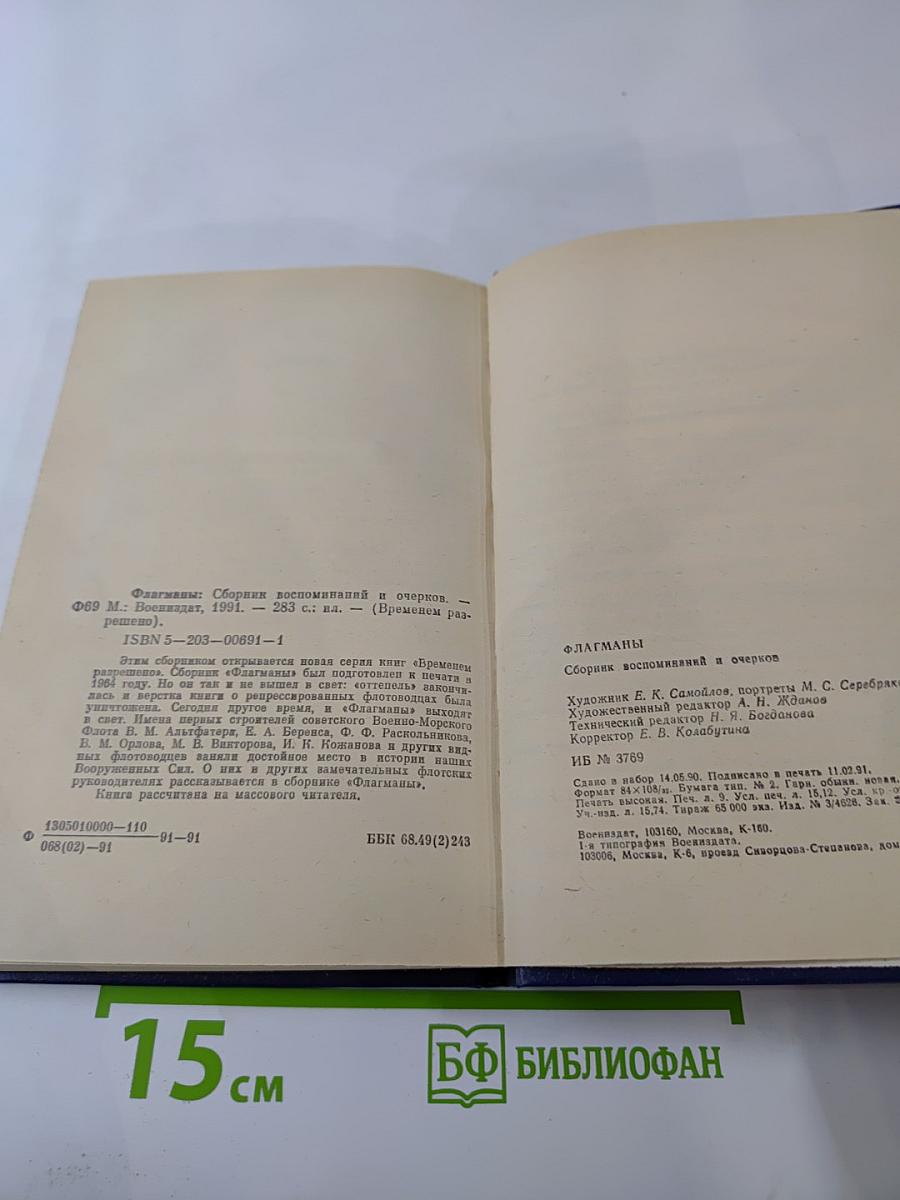 Флагманы: Сборник воспоминаний и очерков. —
Ф69 М.: Воениздат, 1991. — 283 с.: ил. — (Временем раз-
решено).
ISBN 5—203—00691—1
Этим сборником открывается новая серия книг «Временем
разрешено». Сборник «Флагманы» был подготовлен к печати в
1964 году. Но он так и не вышел в свет: «оттепель» закончи-
лась и верстка книги о репрессированных флотоводцах была
уничтожена. Сегодня другое время, и «Флагманы» выходят
в свет. Имена первых строителей советского Военно-Морского
Флота В. М. Альтфатера, Е. А. Беренса, Ф. Ф. Раскольникова,
В. М. Орлова, М. В. Викторова, И. К. Кожанова и других вид-
ных флотоводцев заняли достойное место в истории наших
Вооруженных Сил. О них и других замечательных флотских
руководителях рассказывается в сборнике «Флагманы».
Книга рассчитана на массового читателя.
Ф 1305010000—110
068(02)—91 91—91
ББК 68.49(2)243
ФЛАГМАНЫ
Сборник воспоминаний и очерков
Художник Е. К. Самойлов, портреты М. С. Серебряко
Художественный редактор А. Н. Жданов
Технический редактор Н. Я. Богданова
Корректор Е. В. Колабутина
ИБ № 3769
Сдано в набор 14.05.90. Подписано в печать 11.02.91.
Формат 84×108/32. Бумага тип. № 2. Гарн. обыкн. новая.
Печать высокая. Печ. л. 9. Усл. печ. л. 15,12. Усл. кр.-о
Уч.-изд. л. 15,74. Тираж 65 000 экз. Изд. № 3/4626. Зак.
Воениздат, 103160, Москва, К-160.
1-я типография Воениздата.
103006, Москва, К-6, проезд Скворцова-Степанова, дом
15 см
БФ БИБЛИОФАН